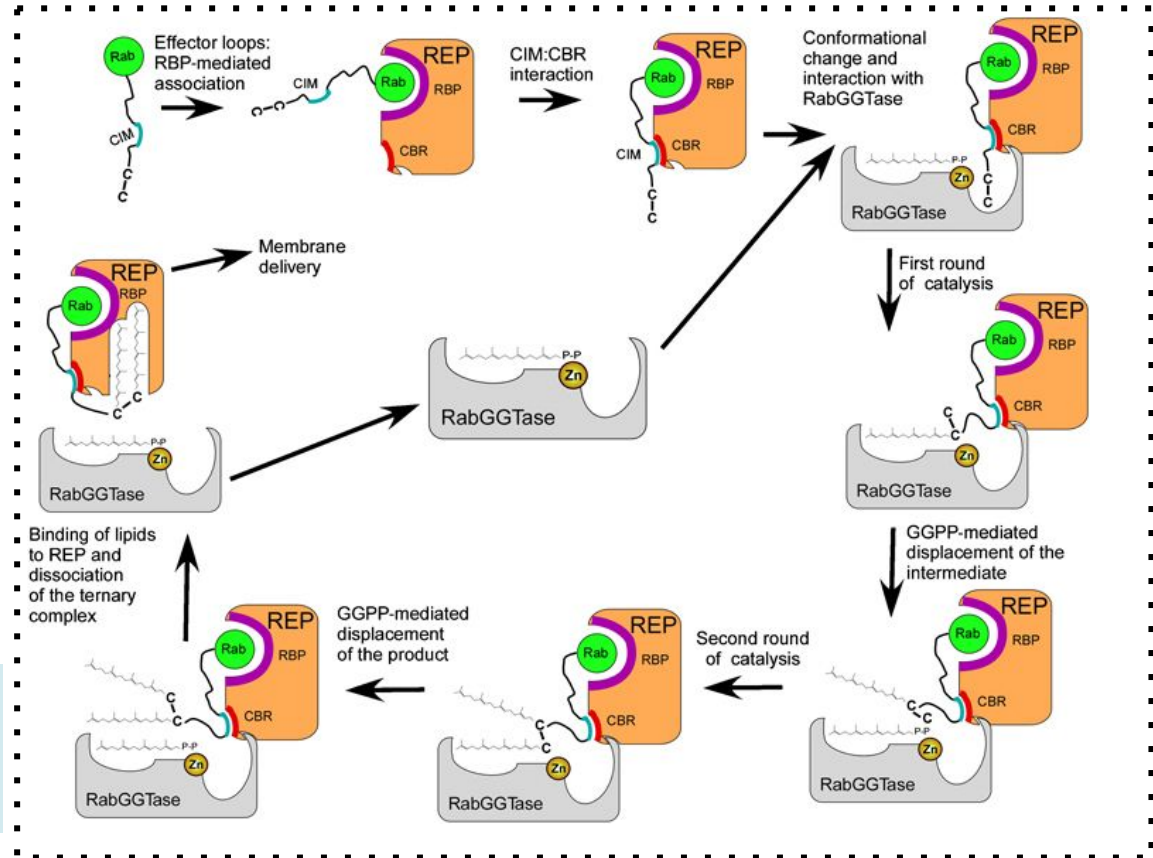 Rab
CIM
C
C
Effector loops:
RBP-mediated
association
C
C
CIM
Rab
REP
RBP
CBR
CIM:CBR
interaction
REP
Rab
RBP
CBR
CIM
C
C
Conformational
change and
interaction with
RabGGTase
REP
Rab
RBP
CBR
P-P
Zn
C
C
RabGGTase
First round
of catalysis
REP
Rab
RBP
CBR
C
C
Zn
RabGGTase
GGPP-mediated
displacement of the
intermediate
REP
Rab
RBP
CBR
C
C
P-P
Zn
RabGGTase
Second round
of catalysis
REP
Rab
RBP
CBR
C
C
Zn
RabGGTase
GGPP-mediated
displacement
of the product
REP
Rab
RBP
CBR
C
C
P-P
Zn
RabGGTase
Binding of lipids
to REP and
dissociation
of the ternary
complex
REP
RBP
Rab
C
C
P-P
Zn
RabGGTase
Membrane
delivery
P-P
Zn
RabGGTase